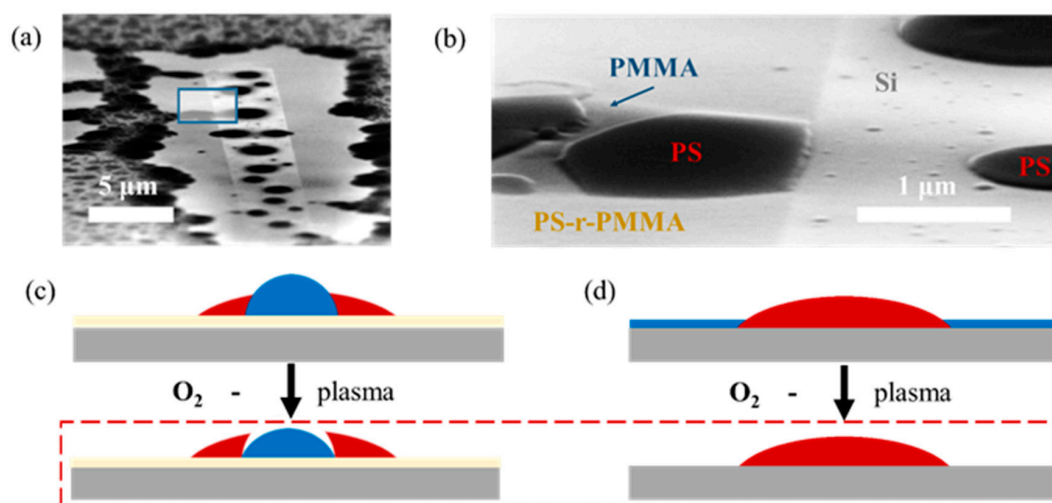 (a)
5 μm
(b)
PMMA
Si
PS
PS
PS-r-PMMA
1 μm
(c)
O₂ - plasma
(d)
O₂ - plasma